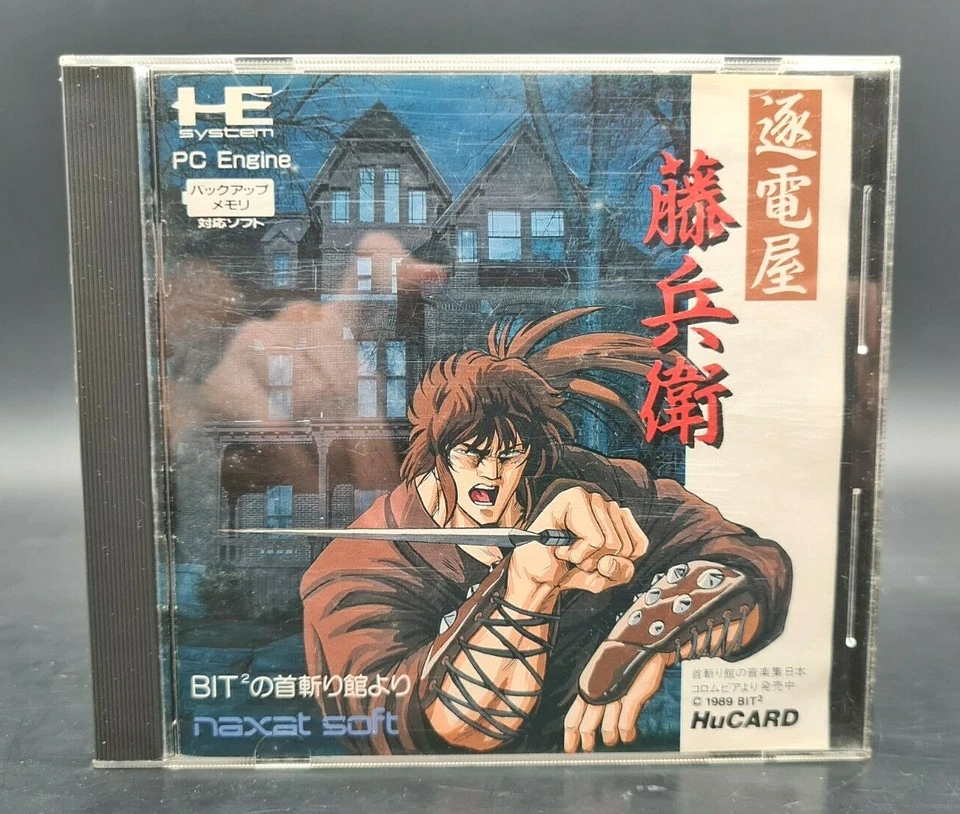 HE
system
PC Engine
バックアップ
メモリ
対応ソフト
逐電屋
藤兵衛
BIT²の首斬り館より
naxat soft
首斬り館の音楽集日本
コロムビアより発売中
© 1989 BIT²
HuCARD